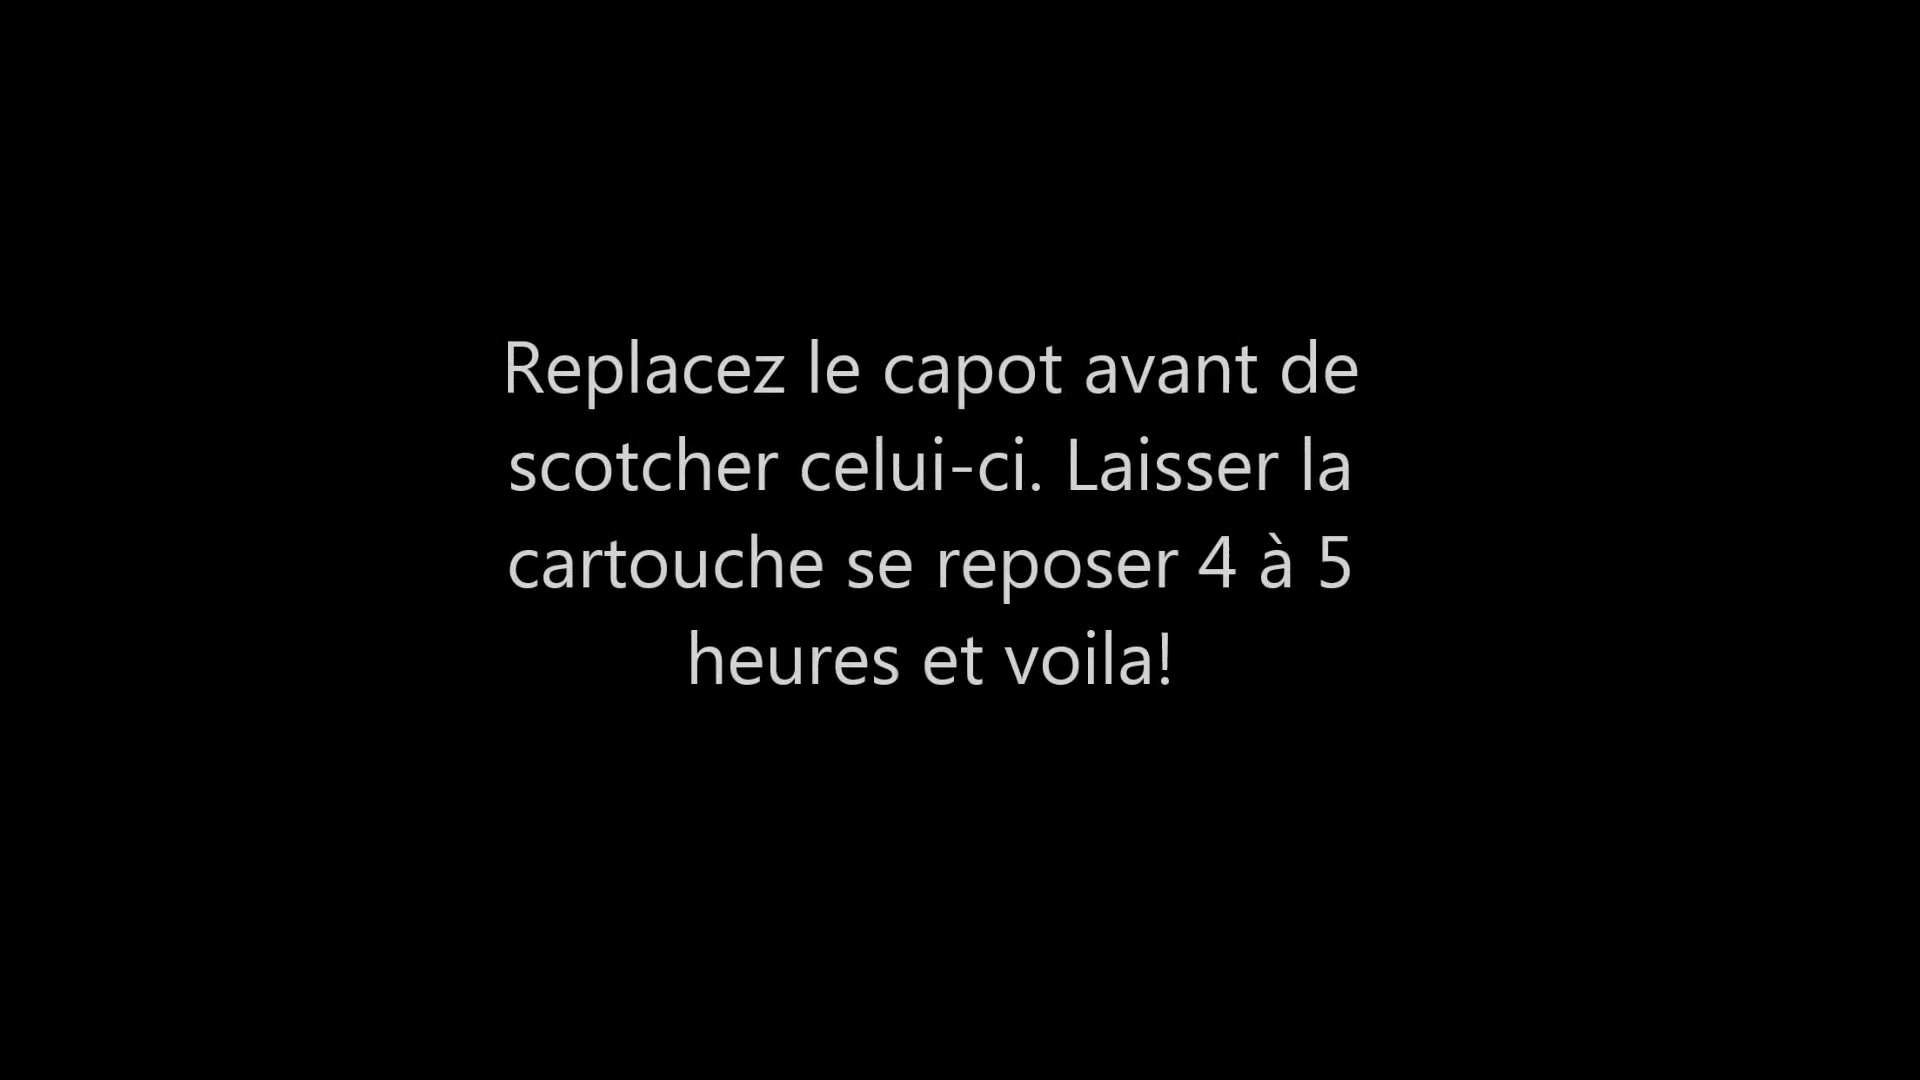 Replacez le capot avant de
scotcher celui-ci. Laisser la
cartouche se reposer 4 à 5
heures et voila!